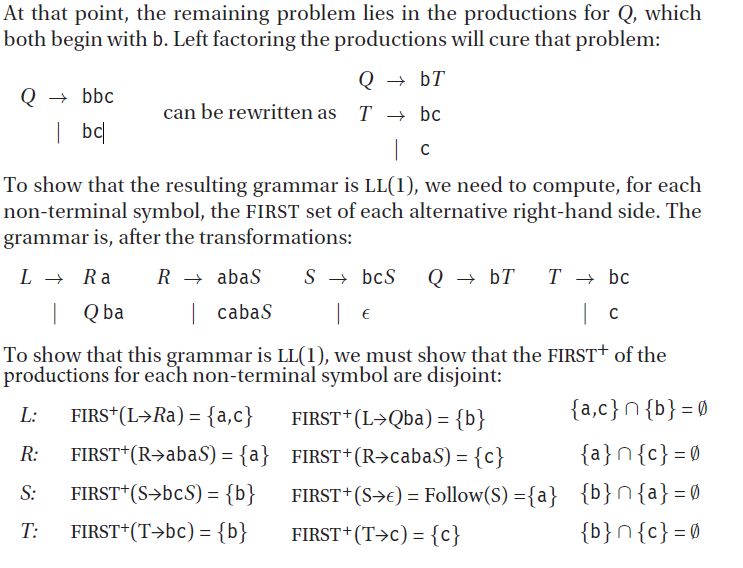 At that point, the remaining problem lies in the productions for Q, which
both begin with b. Left factoring the productions will cure that problem:
Q → bbc
| bc
can be rewritten as
Q → bT
T → bc
| c
To show that the resulting grammar is LL(1), we need to compute, for each
non-terminal symbol, the FIRST set of each alternative right-hand side. The
grammar is, after the transformations:
L → R a R → abaS S → bcS Q → bT T → bc
| Q ba | cabaS | ϵ | c
To show that this grammar is LL(1), we must show that the FIRST⁺ of the
productions for each non-terminal symbol are disjoint:
L: FIRS⁺(L→Ra) = {a,c} FIRST⁺(L→Qba) = {b} {a,c} ∩ {b} = ∅
R: FIRST⁺(R→abaS) = {a} FIRST⁺(R→cabaS) = {c} {a} ∩ {c} = ∅
S: FIRST⁺(S→bcS) = {b} FIRST⁺(S→ϵ) = Follow(S) ={a} {b} ∩ {a} = ∅
T: FIRST⁺(T→bc) = {b} FIRST⁺(T→c) = {c} {b} ∩ {c} = ∅